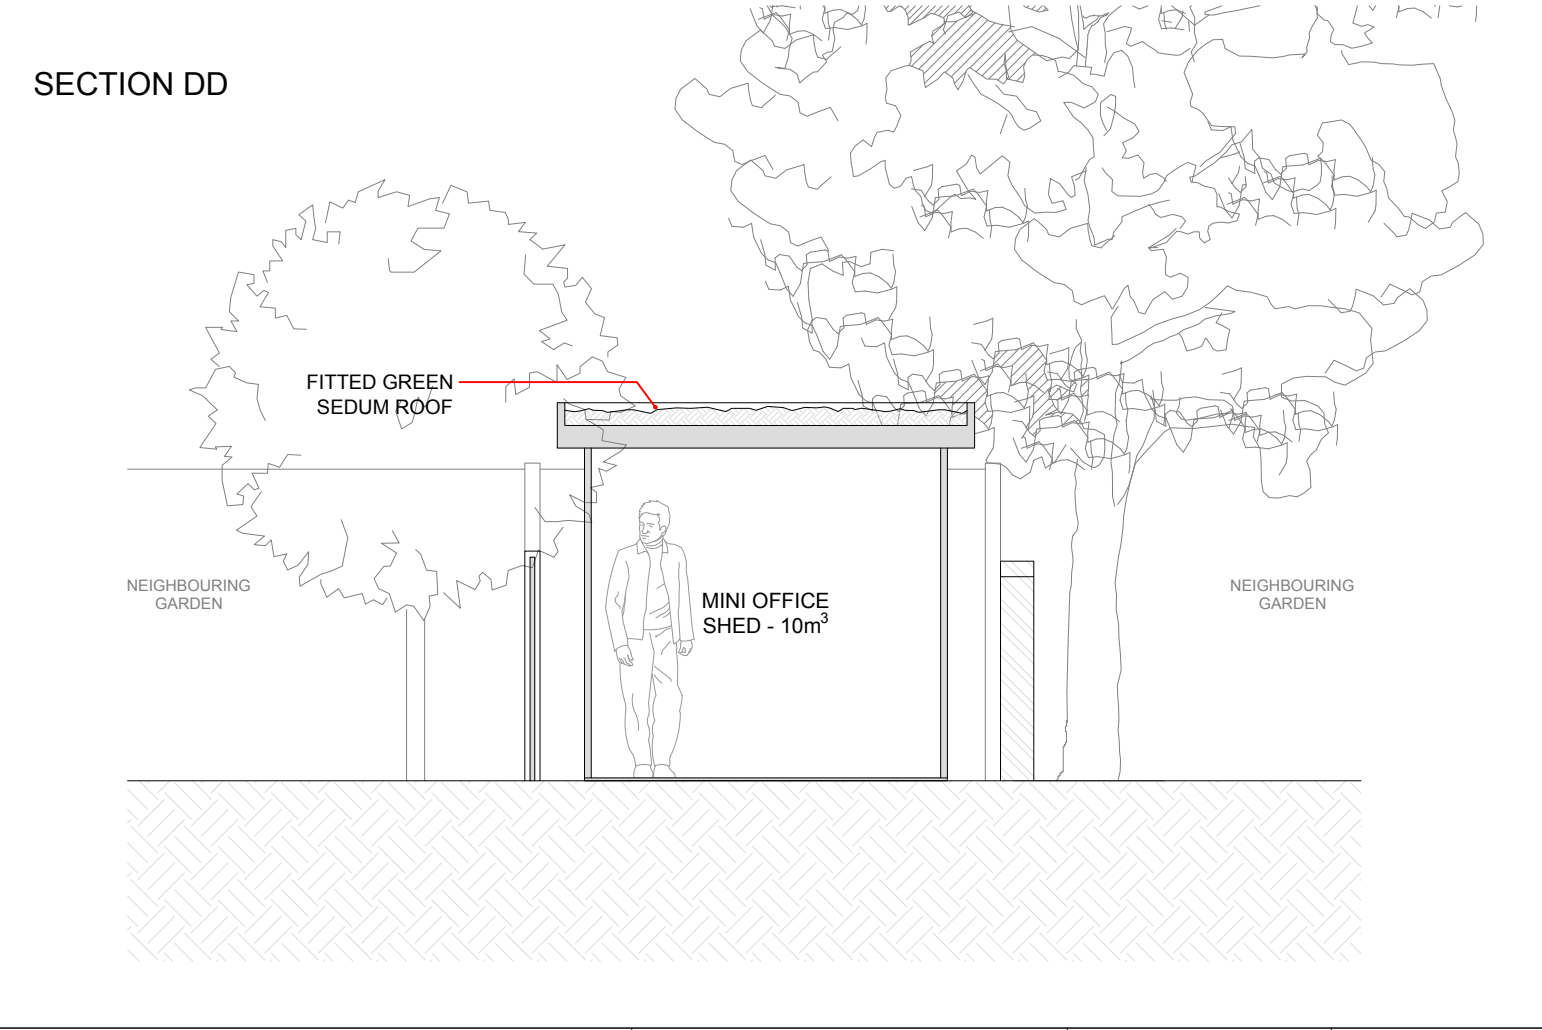 SECTION DD
FITTED GREEN
SEDUM ROOF
NEIGHBOURING
GARDEN
MINI OFFICE
SHED - 10m³
NEIGHBOURING
GARDEN